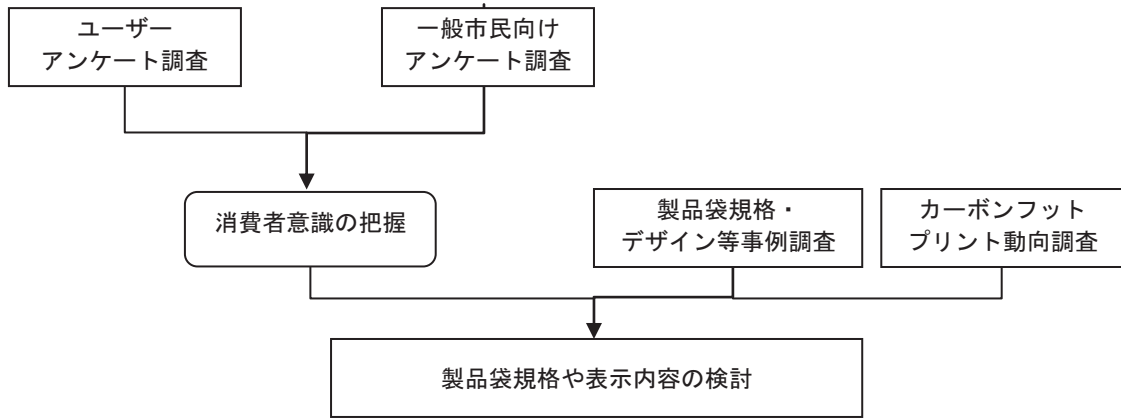 ユーザー
アンケート調査
一般市民向け
アンケート調査
消費者意識の把握
製品袋規格・
デザイン等事例調査
カーボンフット
プリント動向調査
製品袋規格や表示内容の検討